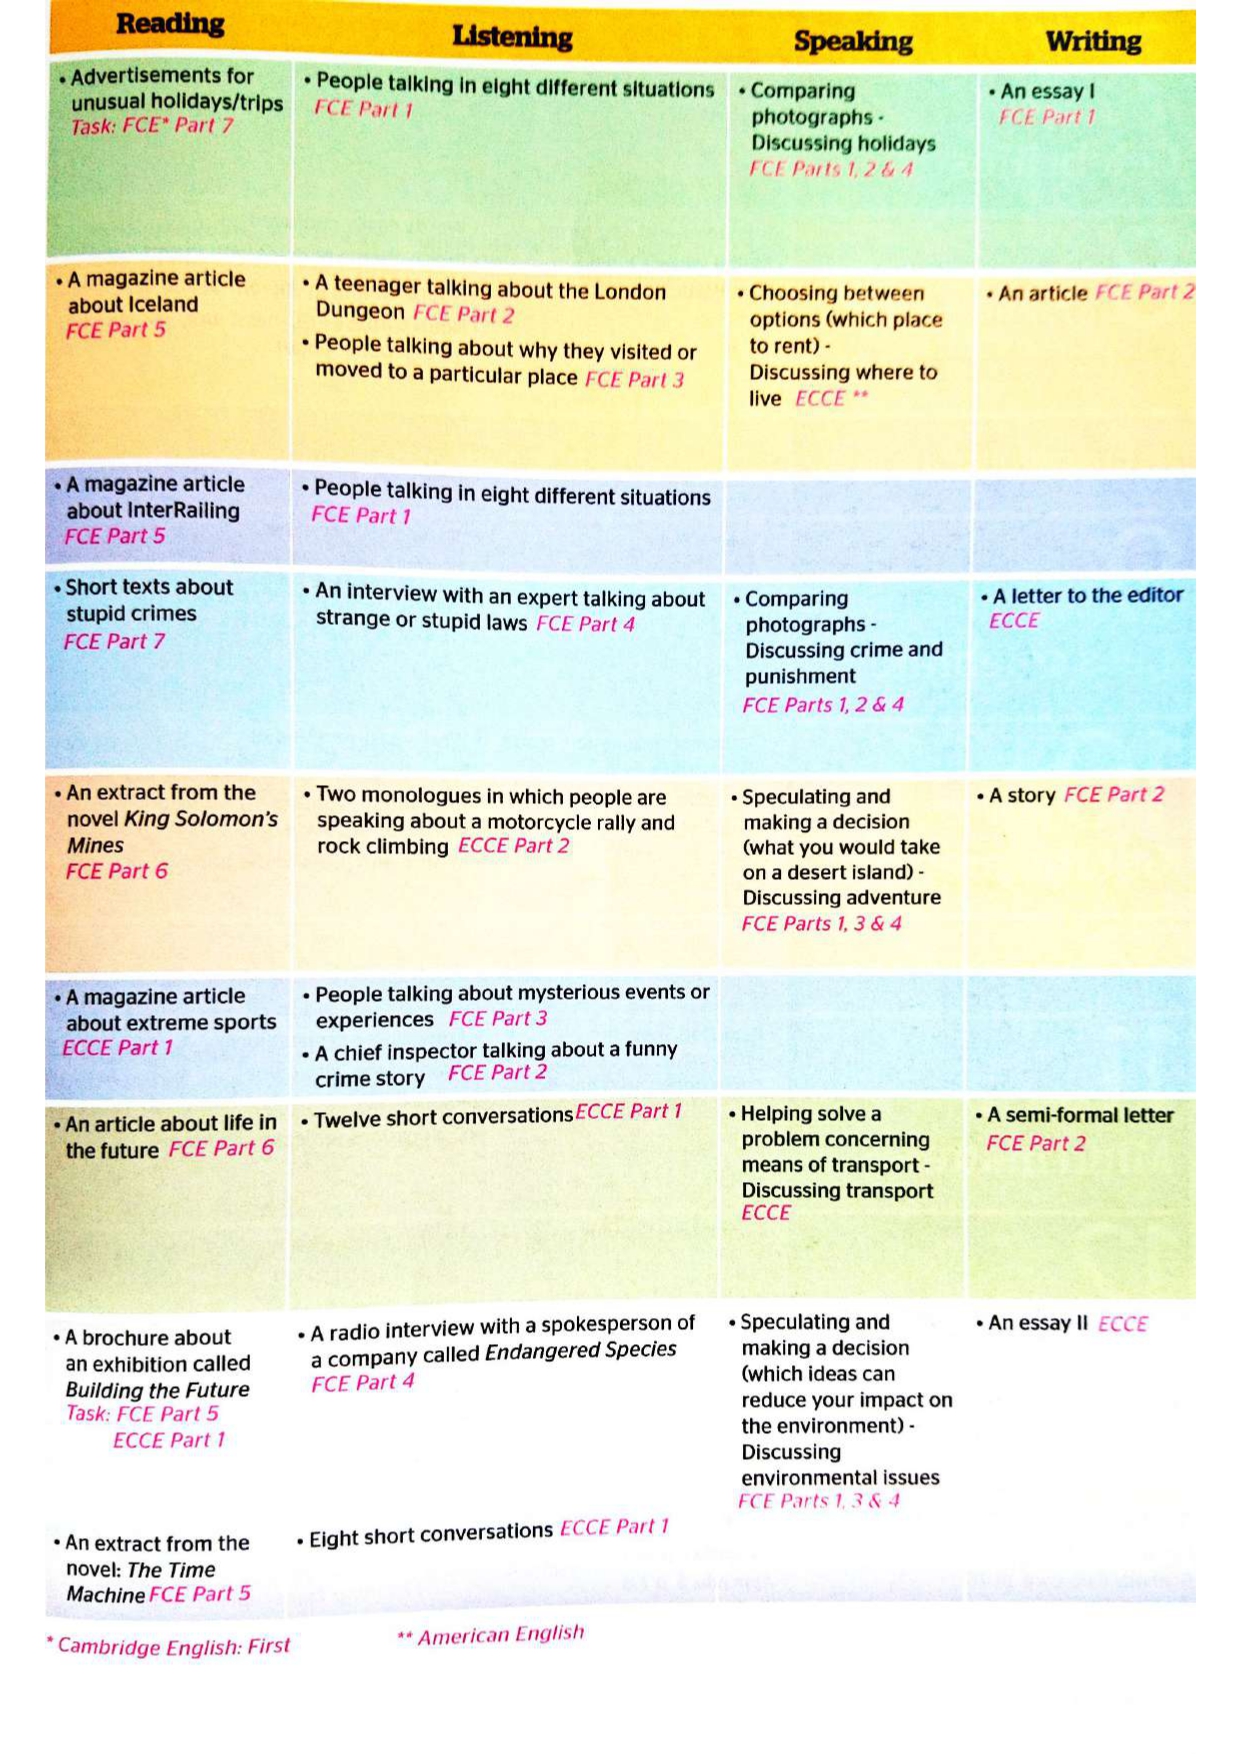 Reading
Listening
Speaking
Writing
• Advertisements for
unusual holidays/trips
Task: FCE* Part 7
• People talking in eight different situations
FCE Part 1
• Comparing
photographs -
Discussing holidays
FCE Parts 1, 2 & 4
• An essay I
FCE Part 1
• A magazine article
about Iceland
FCE Part 5
• A teenager talking about the London
Dungeon FCE Part 2
• People talking about why they visited or
moved to a particular place FCE Part 3
• Choosing between
options (which place
to rent) -
Discussing where to
live ECCE **
• An article FCE Part 2
• A magazine article
about InterRailing
FCE Part 5
• People talking in eight different situations
FCE Part 1
• Short texts about
stupid crimes
FCE Part 7
• An interview with an expert talking about
strange or stupid laws FCE Part 4
• Comparing
photographs -
Discussing crime and
punishment
FCE Parts 1, 2 & 4
• A letter to the editor
ECCE
• An extract from the
novel King Solomon's
Mines
FCE Part 6
• Two monologues in which people are
speaking about a motorcycle rally and
rock climbing ECCE Part 2
• Speculating and
making a decision
(what you would take
on a desert island) -
Discussing adventure
FCE Parts 1, 3 & 4
• A story FCE Part 2
• A magazine article
about extreme sports
ECCE Part 1
• People talking about mysterious events or
experiences FCE Part 3
• A chief inspector talking about a funny
crime story FCE Part 2
• An article about life in
the future FCE Part 6
• Twelve short conversations ECCE Part 1
• Helping solve a
problem concerning
means of transport -
Discussing transport
ECCE
• A semi-formal letter
FCE Part 2
• A brochure about
an exhibition called
Building the Future
Task: FCE Part 5
ECCE Part 1
• A radio interview with a spokesperson of
a company called Endangered Species
FCE Part 4
• Speculating and
making a decision
(which ideas can
reduce your impact on
the environment) -
Discussing
environmental issues
FCE Parts 1, 3 & 4
• An essay II ECCE
• An extract from the
novel: The Time
Machine FCE Part 5
• Eight short conversations ECCE Part 1
* Cambridge English: First
** American English